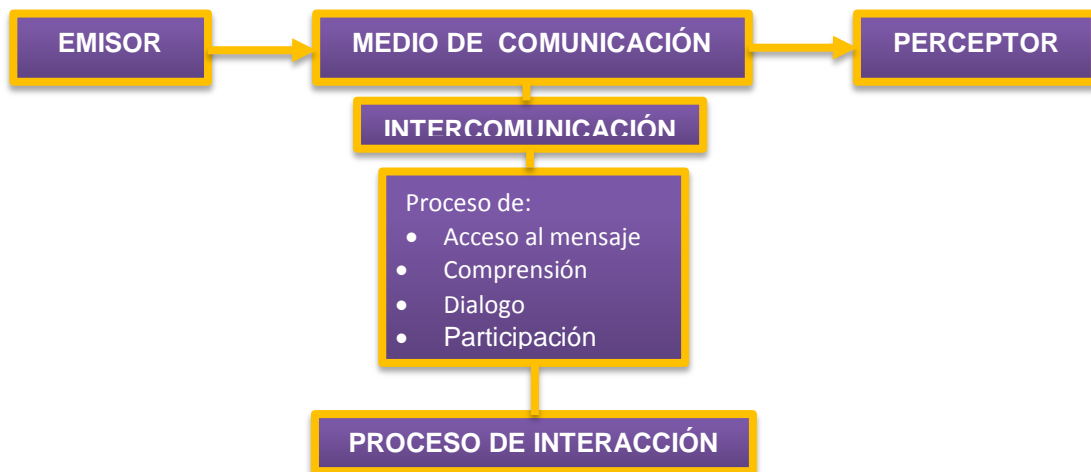 EMISOR
MEDIO DE COMUNICACIÓN
PERCEPTOR
INTERCOMUNICACIÓN
Proceso de:
• Acceso al mensaje
• Comprensión
• Dialogo
• Participación
PROCESO DE INTERACCIÓN